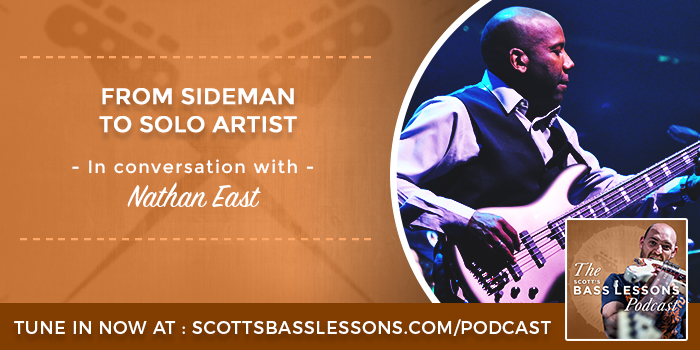 FROM SIDEMAN
TO SOLO ARTIST
- In conversation with -
Nathan East
The
SCOTT'S
BASS LESSONS
Podcast
TUNE IN NOW AT : SCOTTSBASSLESSONS.COM/PODCAST